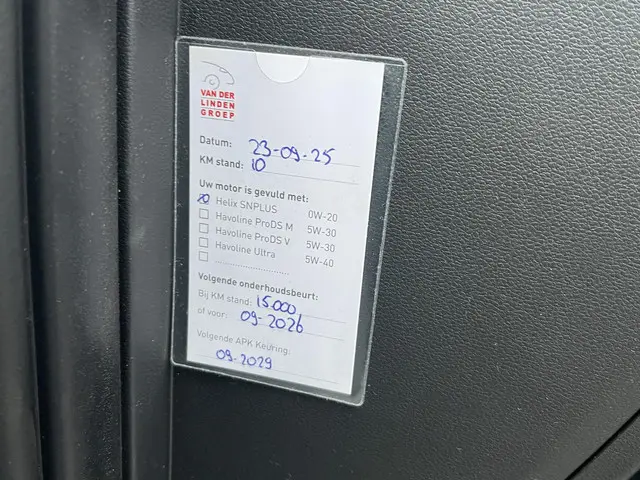 VAN DER
LINDEN
GROEP
Datum: 23-09-25
KM stand: 10
Uw motor is gevuld met:
Helix SNPLUS 0W-20
Havoline ProDS M 5W-30
Havoline ProDS V 5W-30
Havoline Ultra 5W-40
Volgende onderhoudsbeurt:
Bij KM stand: 15.000
of voor: 09-2026
Volgende APK Keuring:
09-2029